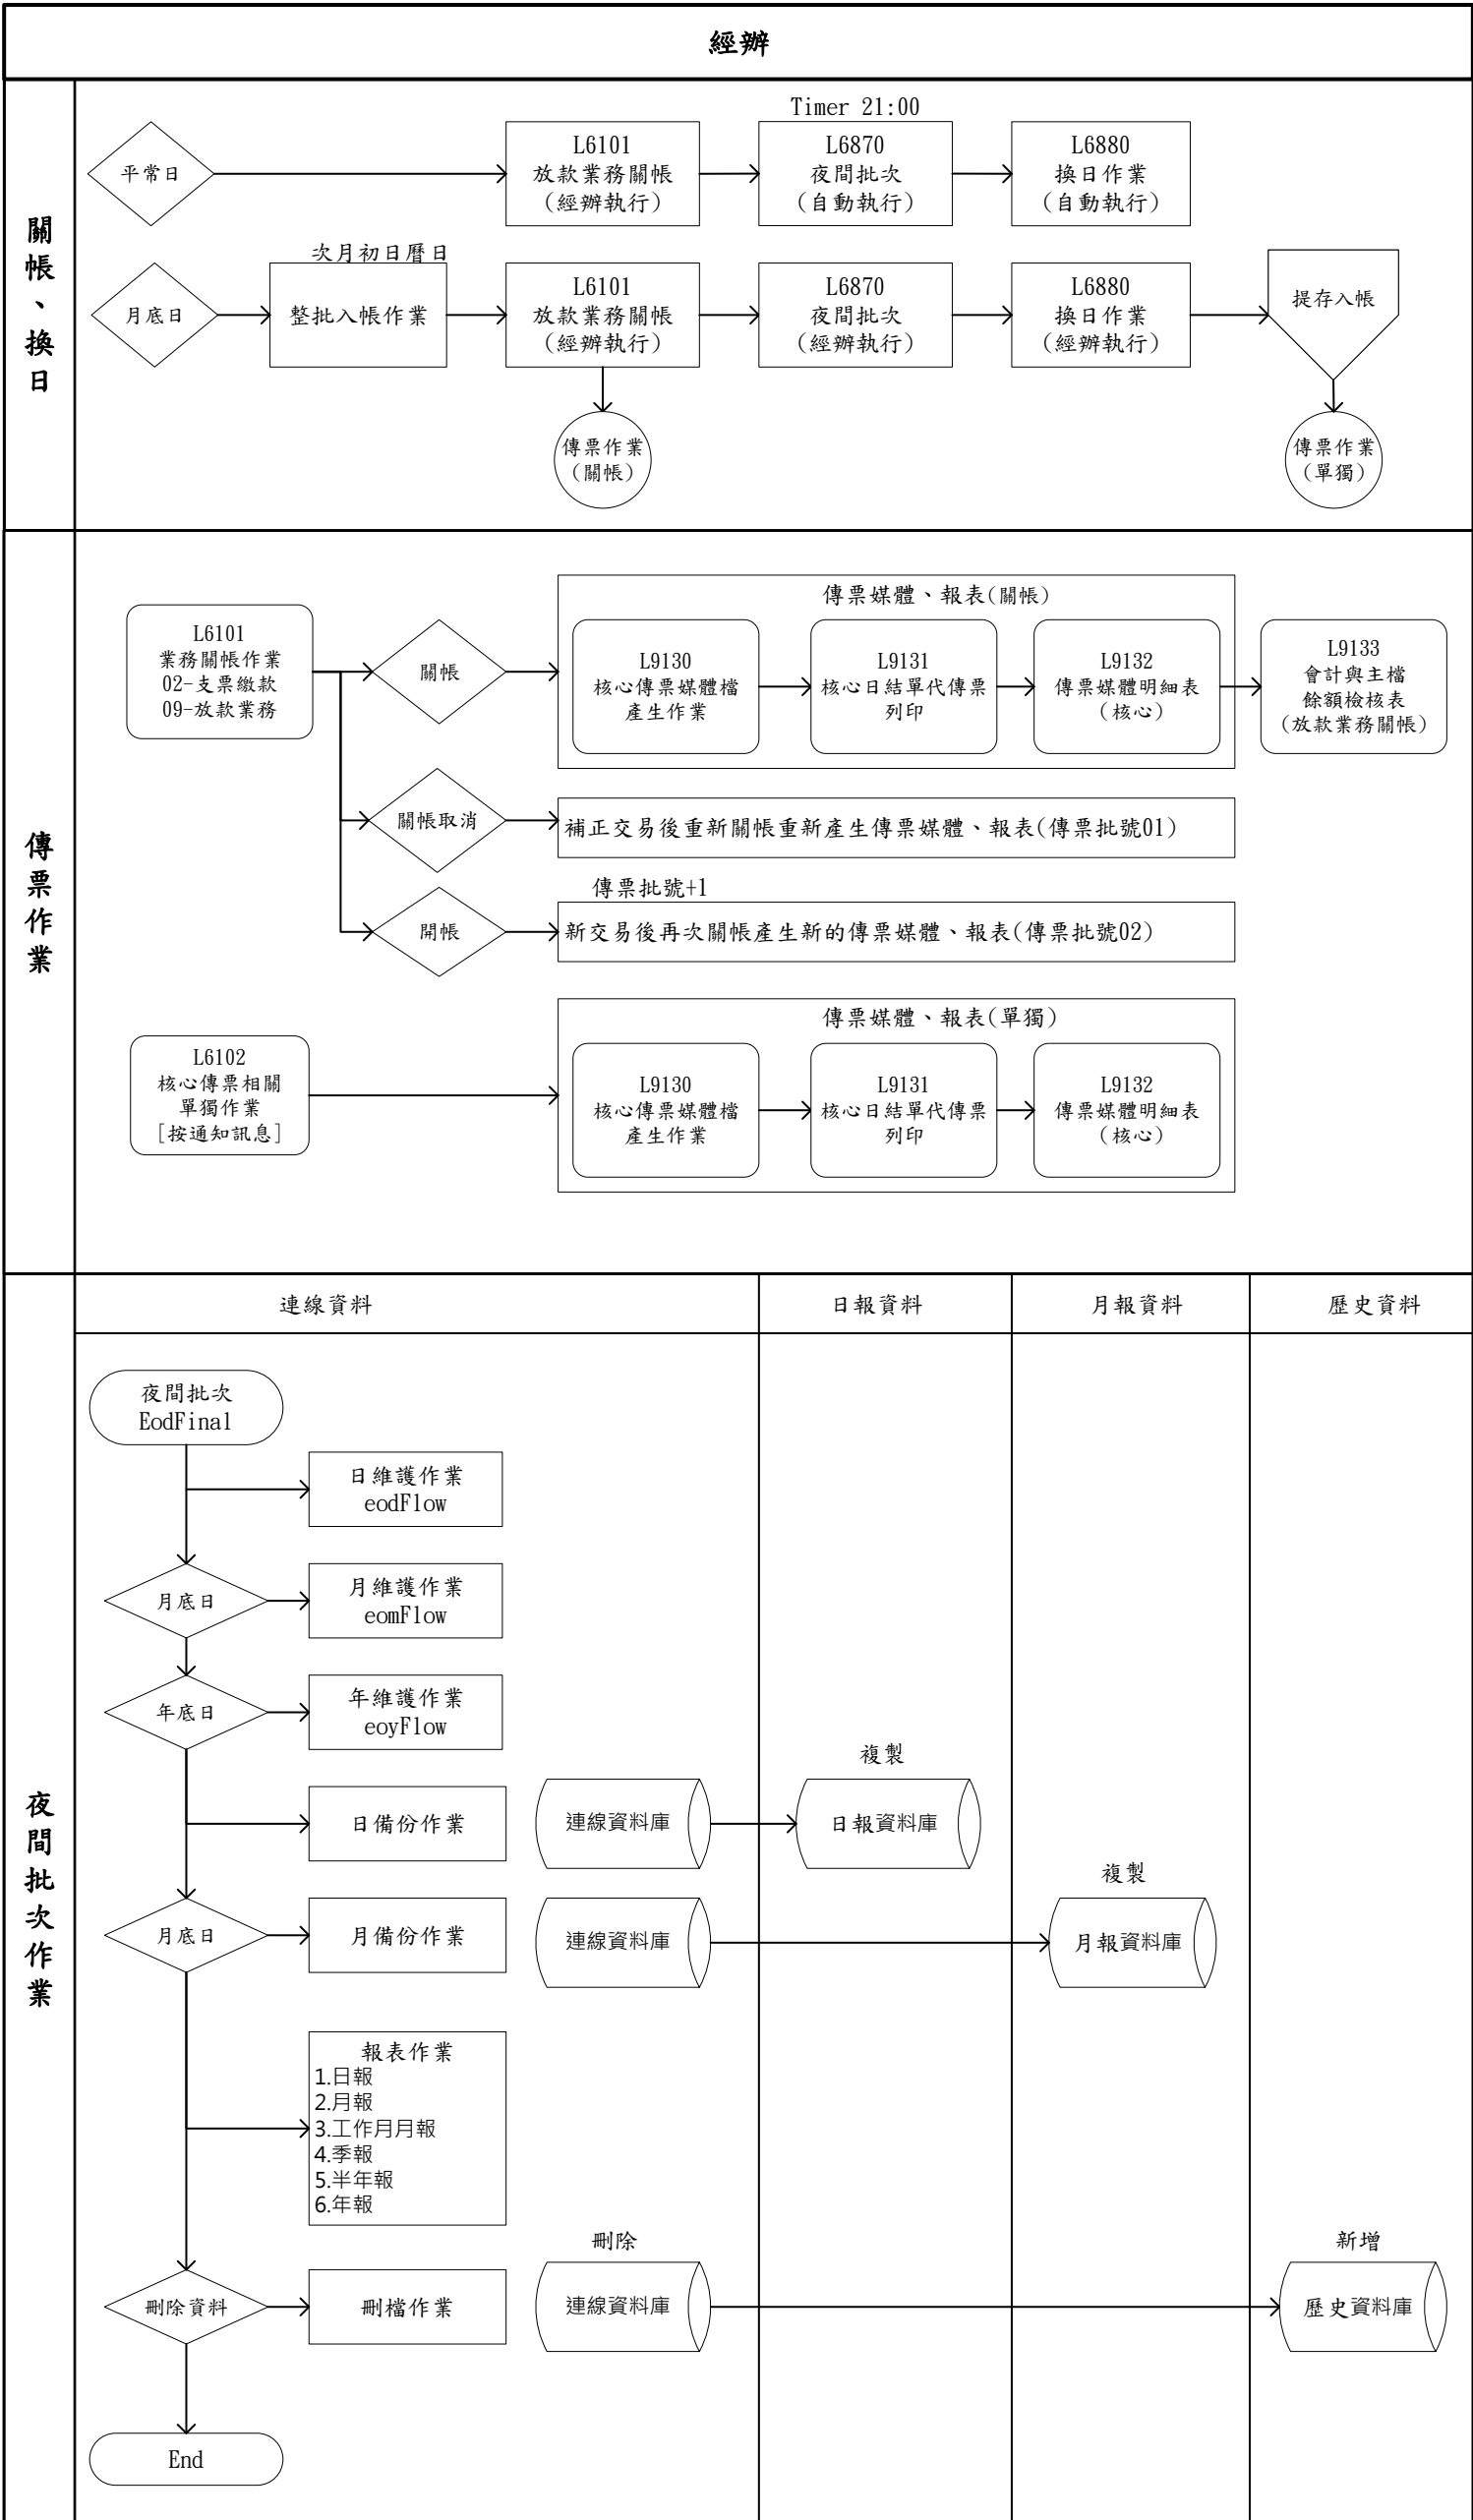 經辦
關帳、換日
Timer 21:00
平常日
L6101
放款業務關帳
(經辦執行)
L6870
夜間批次
(自動執行)
L6880
換日作業
(自動執行)
次月初日曆日
月底日
整批入帳作業
L6101
放款業務關帳
(經辦執行)
L6870
夜間批次
(經辦執行)
L6880
換日作業
(經辦執行)
提存入帳
傳票作業
(關帳)
傳票作業
(單獨)
傳票作業
L6101
業務關帳作業
02-支票繳款
09-放款業務
關帳
傳票媒體、報表(關帳)
L9130
核心傳票媒體檔
產生作業
L9131
核心日結單代傳票
列印
L9132
傳票媒體明細表
(核心)
L9133
會計與主檔
餘額檢核表
(放款業務關帳)
關帳取消
補正交易後重新關帳重新產生傳票媒體、報表(傳票批號01)
傳票批號+1
開帳
新交易後再次關帳產生新的傳票媒體、報表(傳票批號02)
L6102
核心傳票相關
單獨作業
[按通知訊息]
傳票媒體、報表(單獨)
L9130
核心傳票媒體檔
產生作業
L9131
核心日結單代傳票
列印
L9132
傳票媒體明細表
(核心)
夜間批次作業
連線資料
日報資料
月報資料
歷史資料
夜間批次
EodFinal
日維護作業
eodFlow
月底日
月維護作業
eomFlow
年底日
年維護作業
eoyFlow
複製
日備份作業
連線資料庫
日報資料庫
複製
月底日
月備份作業
連線資料庫
月報資料庫
報表作業
1.日報
2.月報
3.工作月月報
4.季報
5.半年報
6.年報
刪除
新增
刪除資料
刪檔作業
連線資料庫
歷史資料庫
End